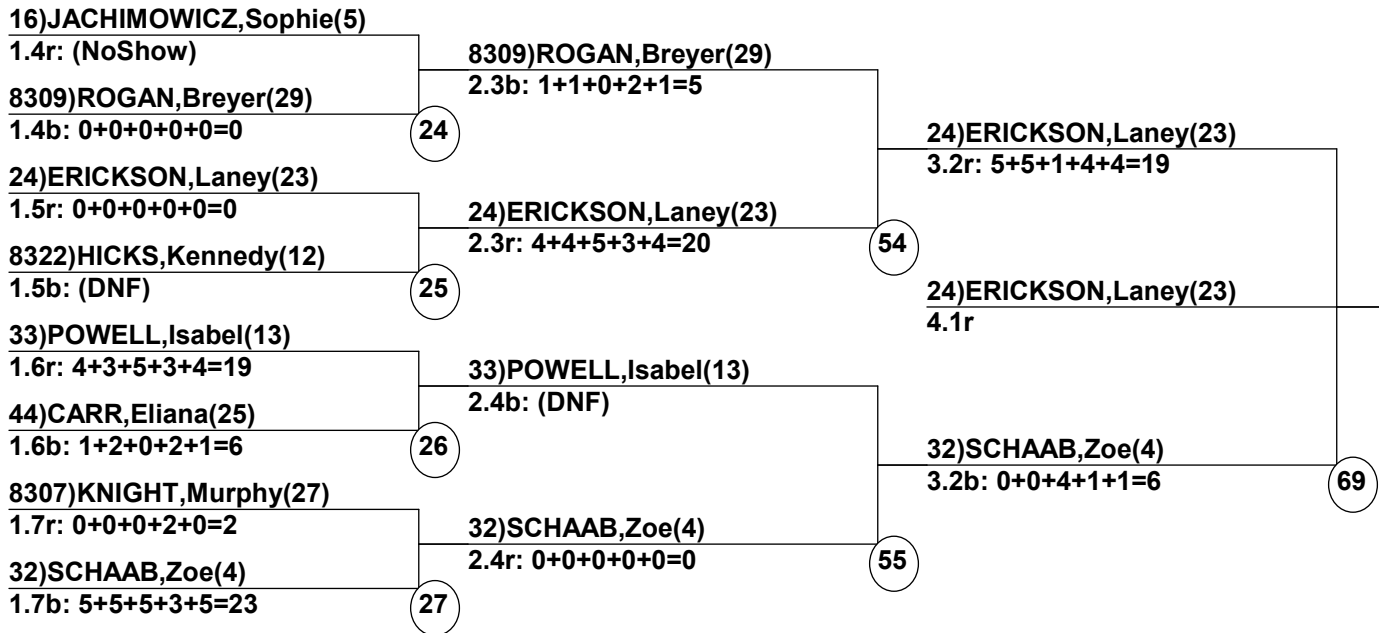 16)JACHIMOWICZ,Sophie(5)
1.4r: (NoShow)
8309)ROGAN,Breyer(29)
1.4b: 0+0+0+0+0=0
24
24)ERICKSON,Laney(23)
1.5r: 0+0+0+0+0=0
8322)HICKS,Kennedy(12)
1.5b: (DNF)
25
33)POWELL,Isabel(13)
1.6r: 4+3+5+3+4=19
44)CARR,Eliana(25)
1.6b: 1+2+0+2+1=6
26
8307)KNIGHT,Murphy(27)
1.7r: 0+0+0+2+0=2
32)SCHAAB,Zoe(4)
1.7b: 5+5+5+3+5=23
27
8309)ROGAN,Breyer(29)
2.3b: 1+1+0+2+1=5
24)ERICKSON,Laney(23)
2.3r: 4+4+5+3+4=20
54
33)POWELL,Isabel(13)
2.4b: (DNF)
32)SCHAAB,Zoe(4)
2.4r: 0+0+0+0+0=0
55
24)ERICKSON,Laney(23)
3.2r: 5+5+1+4+4=19
24)ERICKSON,Laney(23)
4.1r
32)SCHAAB,Zoe(4)
3.2b: 0+0+4+1+1=6
69